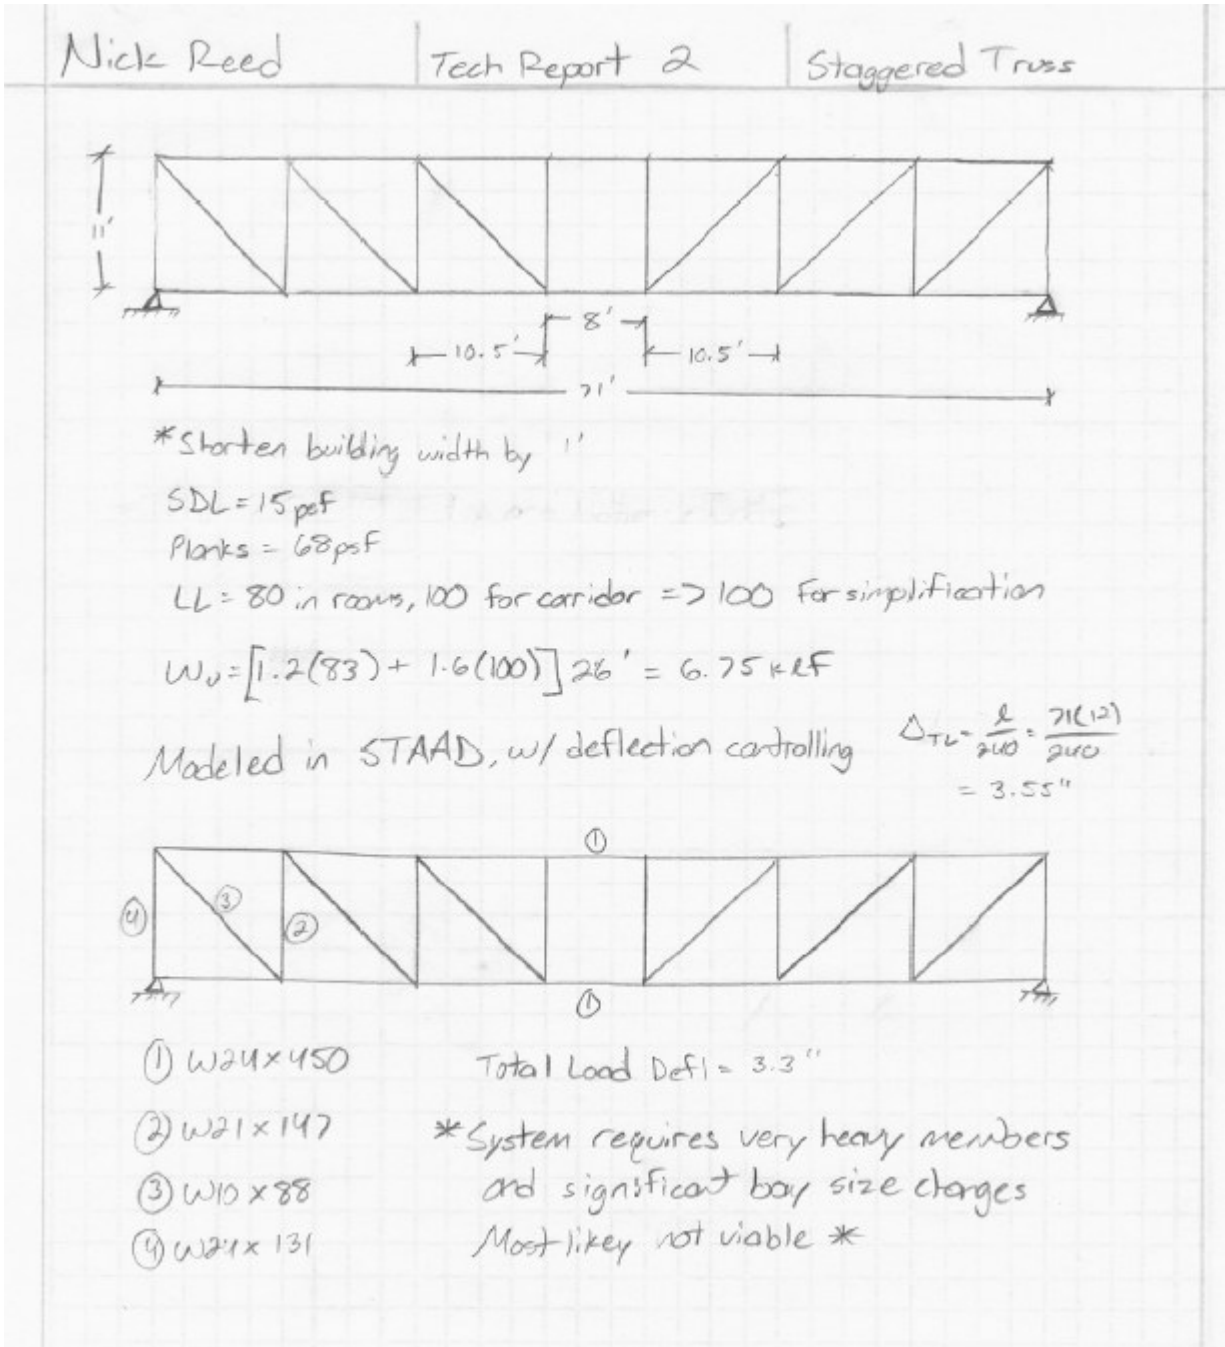 Nick Reed Tech Report 2 Staggered Truss
11'
8'
10.5' 10.5'
71'
*Shorten building width by 1'
SDL = 15 psf
Planks = 68psf
LL = 80 in rooms, 100 for corridor => 100 for simplification
Wu = [1.2(83) + 1.6(100)] 26' = 6.75 klf
Modeled in STAAD, w/ deflection controlling
ΔTL = l/240 = 71(12)/240
= 3.55"
①
④ ③ ②
①
① W24x450 Total Load Defl = 3.3"
② W21x147 *System requires very heavy members
③ W10x88 and significant bay size changes
④ W24x131 Most likey not viable *